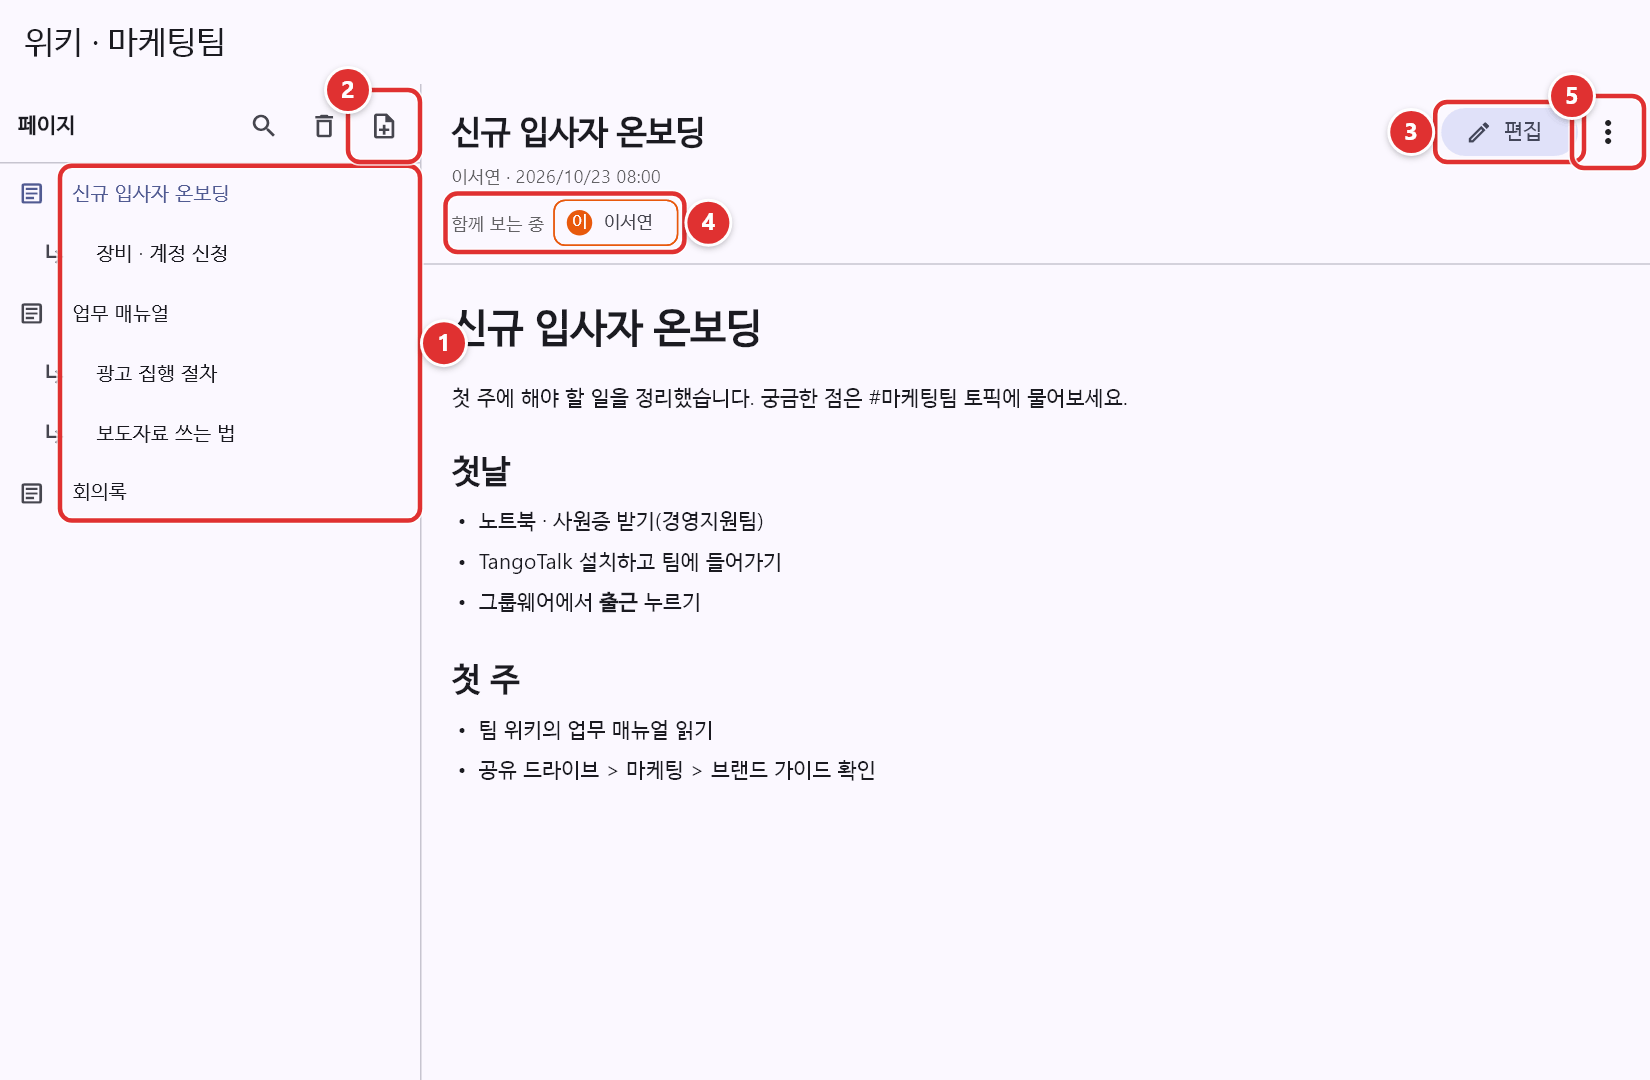 위키 · 마케팅팀
페이지
2
신규 입사자 온보딩
장비 · 계정 신청
업무 매뉴얼
광고 집행 절차
보도자료 쓰는 법
회의록
1
신규 입사자 온보딩
3
편집
5
이서연 · 2026/10/23 08:00
함께 보는 중
이 이서연
4
신규 입사자 온보딩
첫 주에 해야 할 일을 정리했습니다. 궁금한 점은 #마케팅팀 토픽에 물어보세요.
첫날
• 노트북 · 사원증 받기(경영지원팀)
• TangoTalk 설치하고 팀에 들어가기
• 그룹웨어에서 출근 누르기
첫 주
• 팀 위키의 업무 매뉴얼 읽기
• 공유 드라이브 > 마케팅 > 브랜드 가이드 확인